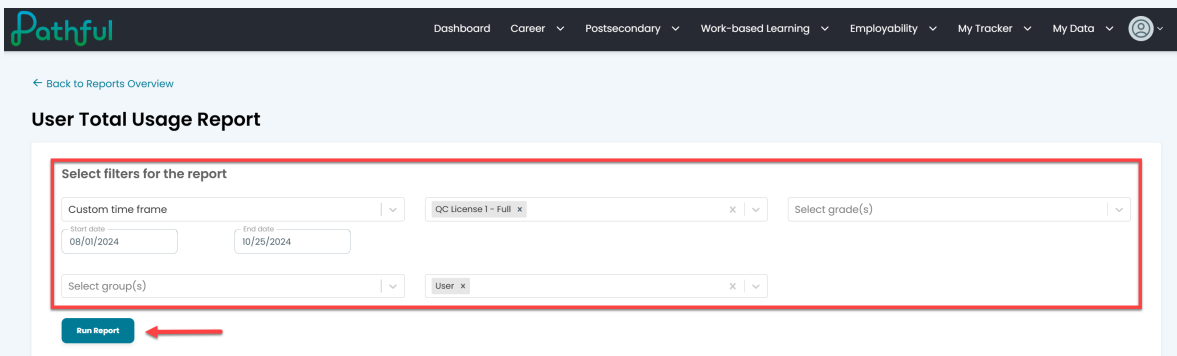 Pathful
Dashboard Career Postsecondary Work-based Learning Employability My Tracker My Data
← Back to Reports Overview
User Total Usage Report
Select filters for the report
Custom time frame QC License 1 - Full x Select grade(s)
Start date End date
08/01/2024 10/25/2024
Select group(s) User x
Run Report